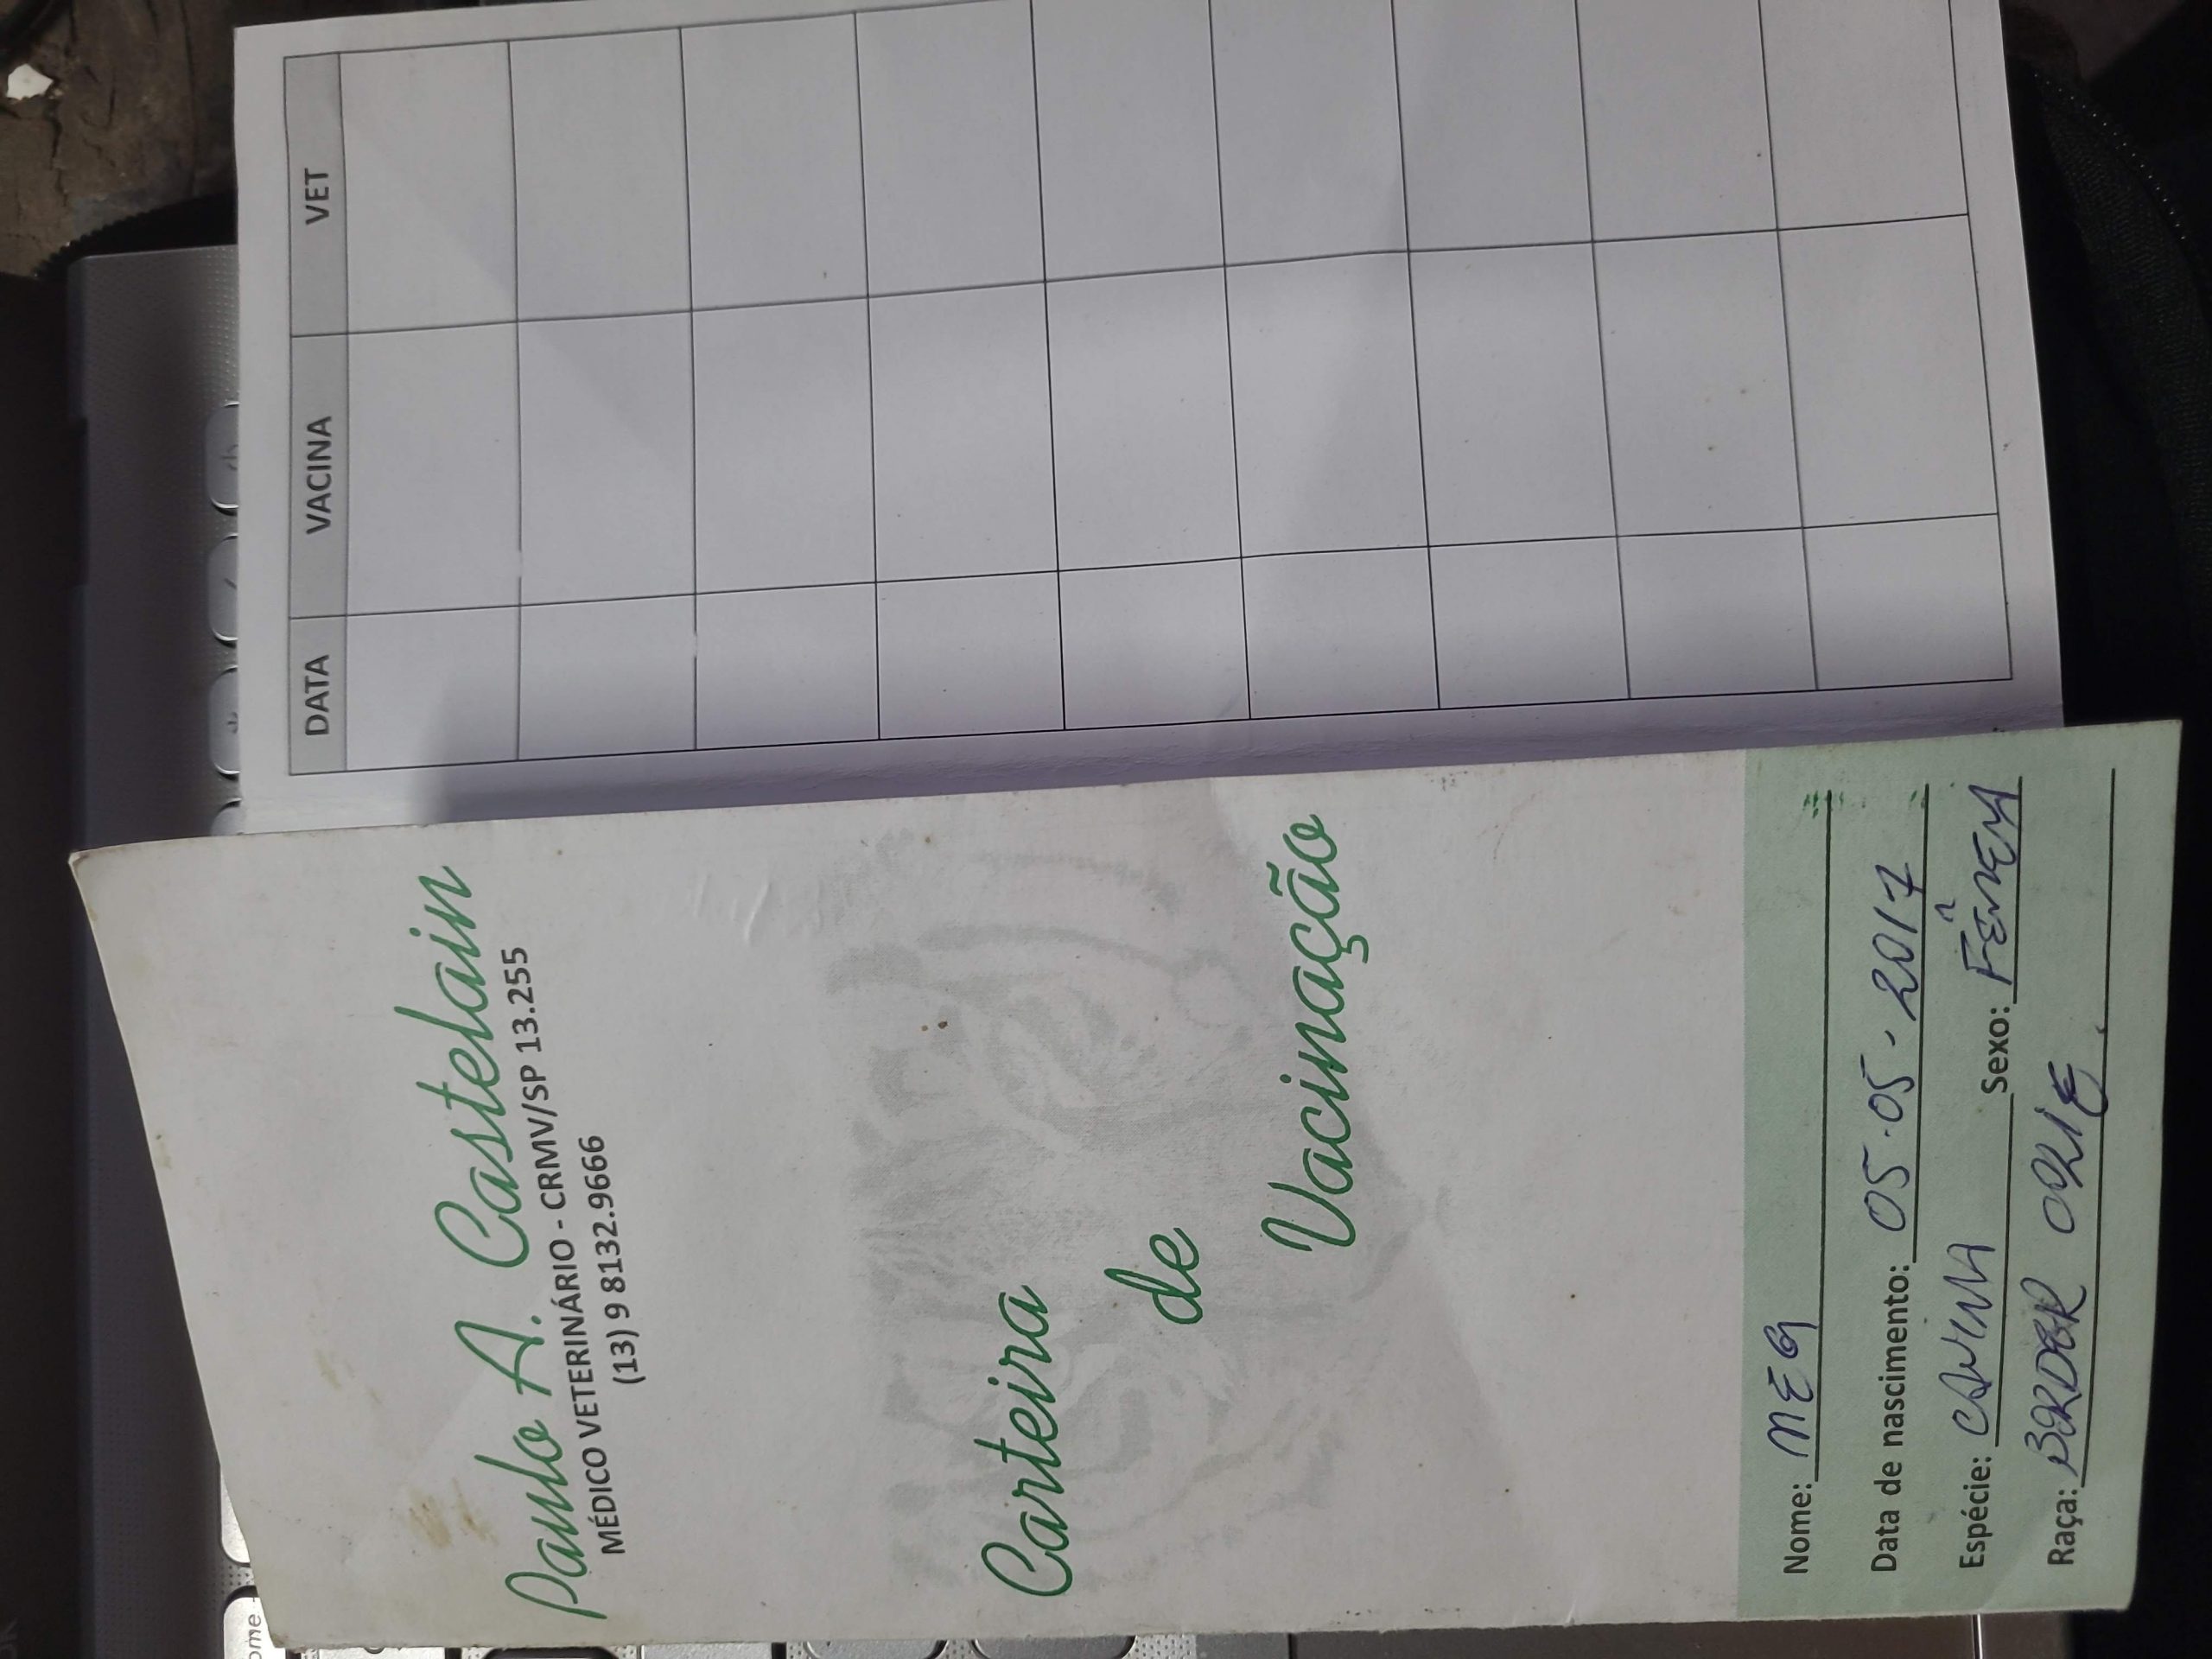 Paulo A. Castelain
MÉDICO VETERINÁRIO - CRMV/SP 13.255
(13) 9 8132.9666
Carteira
de
Vacinação
Nome: MEG
Data de nascimento: 05.05.2017
Espécie: CANINA Sexo: FÊMEA
Raça: BORDER COLIE.
DATA VACINA VET